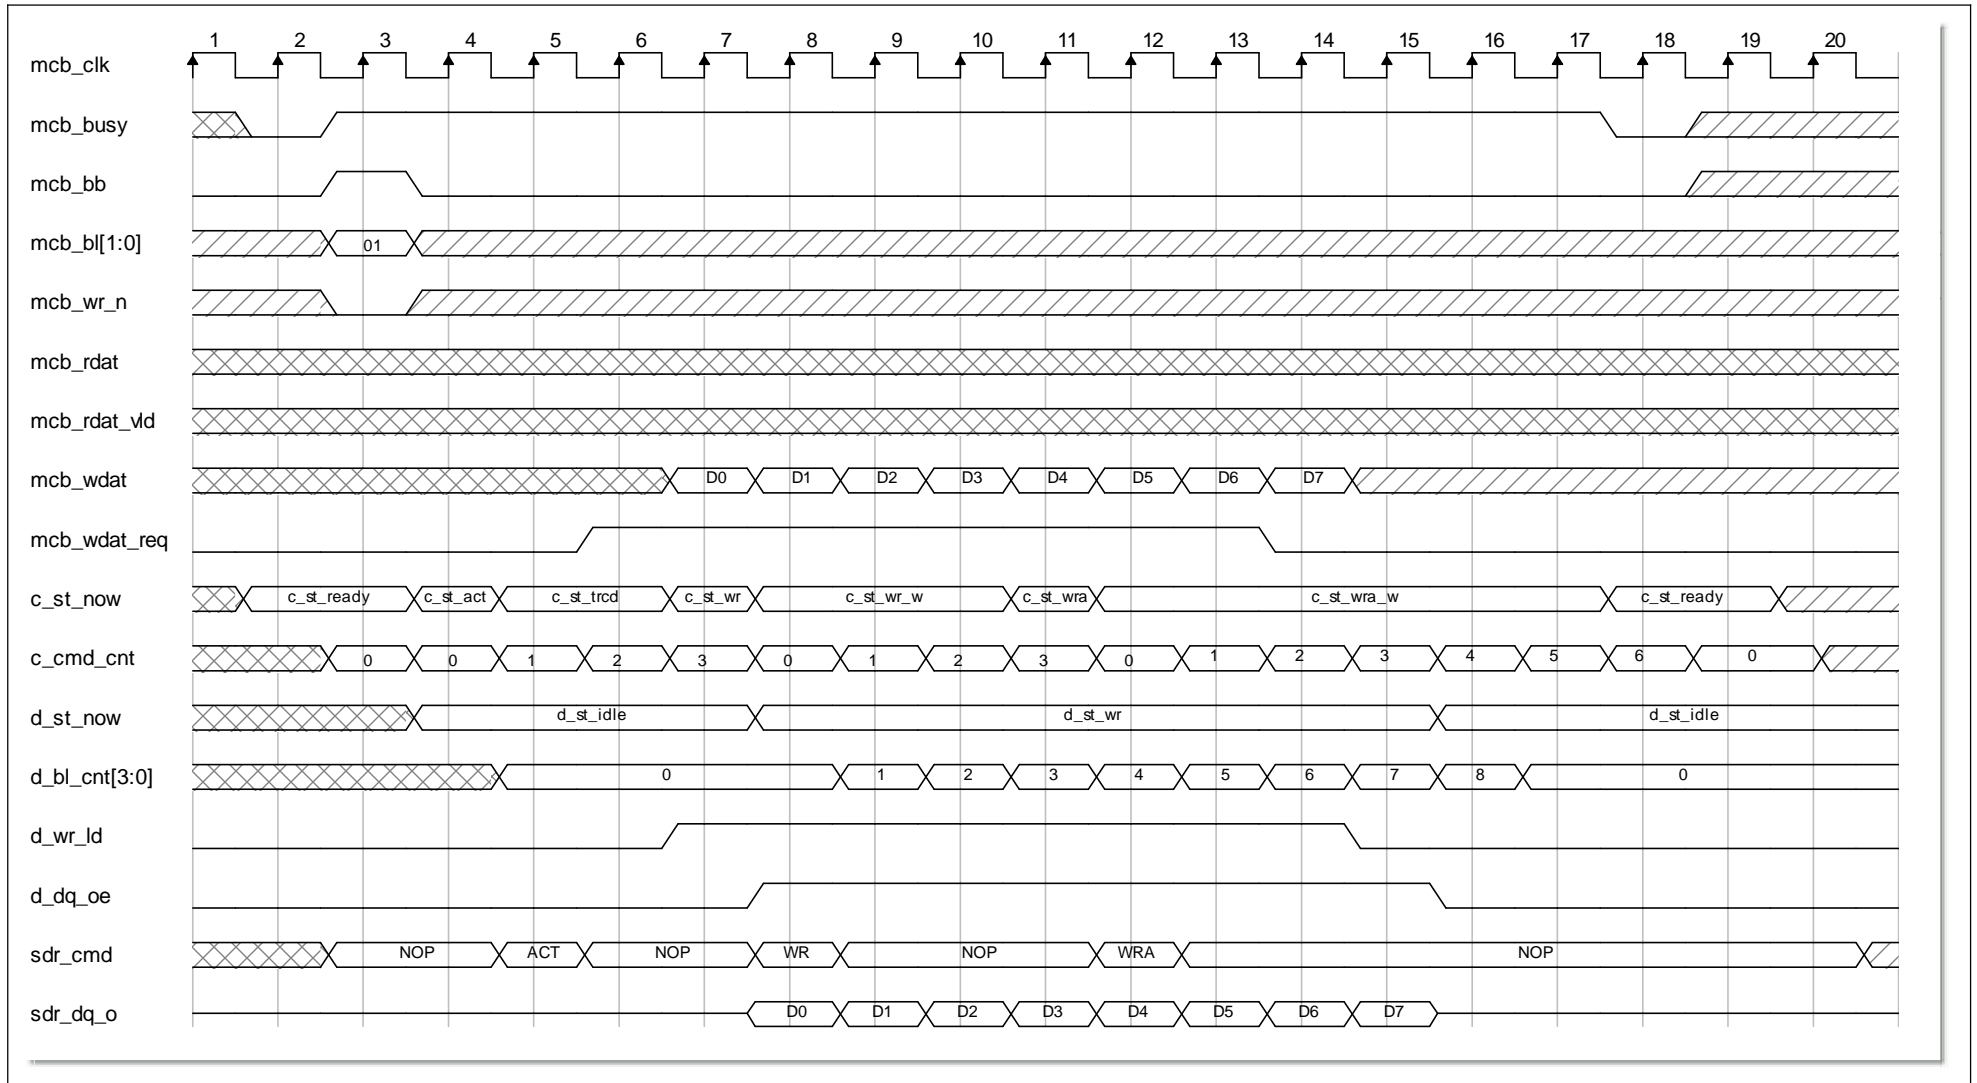 1 2 3 4 5 6 7 8 9 10 11 12 13 14 15 16 17 18 19 20
mcb_clk
mcb_busy
mcb_bb
mcb_bl[1:0] 01
mcb_wr_n
mcb_rdat
mcb_rdat_vld
mcb_wdat D0 D1 D2 D3 D4 D5 D6 D7
mcb_wdat_req
c_st_now c_st_ready c_st_act c_st_trcd c_st_wr c_st_wr_w c_st_wra c_st_wra_w c_st_ready
c_cmd_cnt 0 0 1 2 3 0 1 2 3 0 1 2 3 4 5 6 0
d_st_now d_st_idle d_st_wr d_st_idle
d_bl_cnt[3:0] 0 1 2 3 4 5 6 7 8 0
d_wr_ld
d_dq_oe
sdr_cmd NOP ACT NOP WR NOP WRA NOP
sdr_dq_o D0 D1 D2 D3 D4 D5 D6 D7